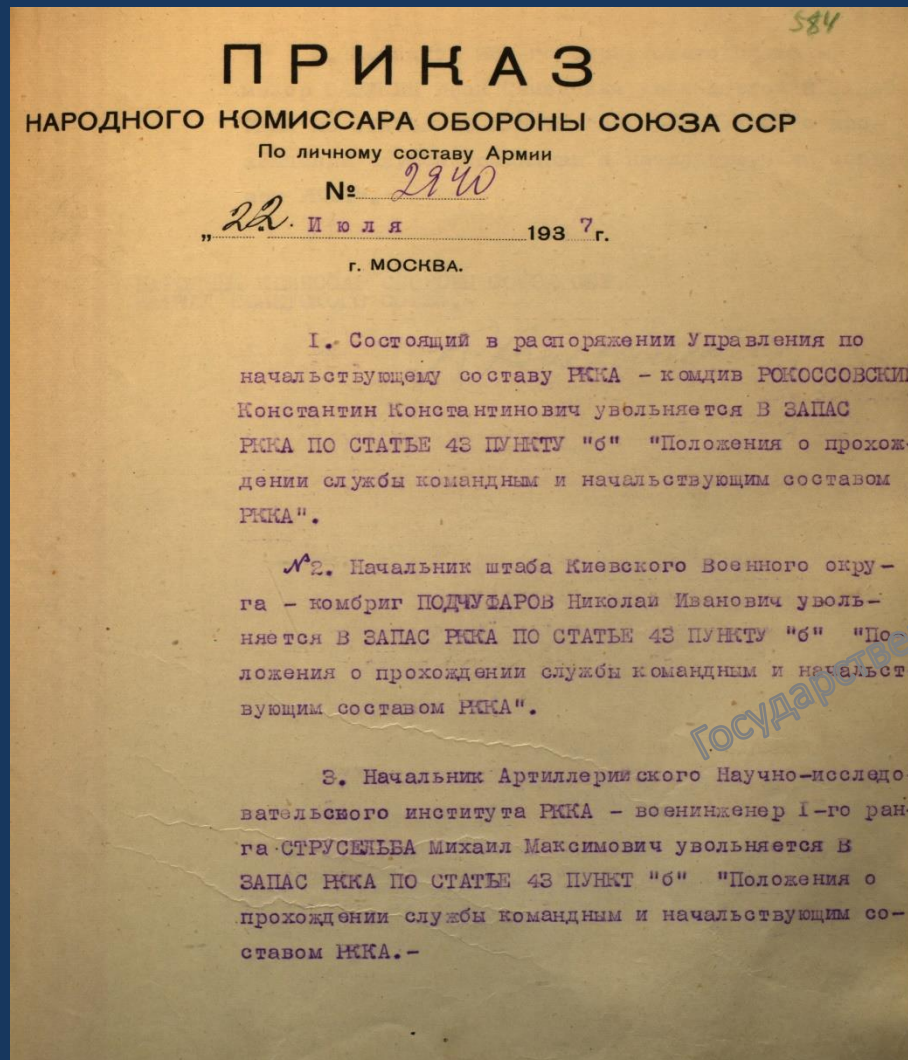 584
ПРИКАЗ
НАРОДНОГО КОМИССАРА ОБОРОНЫ СОЮЗА ССР
По личному составу Армии
№ 2940
„22. Июля 1937г.
г. МОСКВА.
I. Состоящий в распоряжении Управления по
начальствующему составу РККА – комдив РОКОССОВСКИЙ
Константин Константинович увольняется В ЗАПАС
РККА ПО СТАТЬЕ 43 ПУНКТУ "б" "Положения о прохож-
дении службы командным и начальствующим составом
РККА".
№2. Начальник штаба Киевского Военного окру-
га – комбриг ПОДЧУФАРОВ Николай Иванович уволь-
няется В ЗАПАС РККА ПО СТАТЬЕ 43 ПУНКТУ "б" "По
ложения о прохождении службы командным и начальст
вующим составом РККА".
Государстве
3. Начальник Артиллерийского Научно-исследо
вательского института РККА – военинженер I-го ран-
га СТРУСЕЛЬБА Михаил Максимович увольняется В
ЗАПАС РККА ПО СТАТЬЕ 43 ПУНКТ "б" "Положения о
прохождении службы командным и начальствующим со-
ставом РККА.–